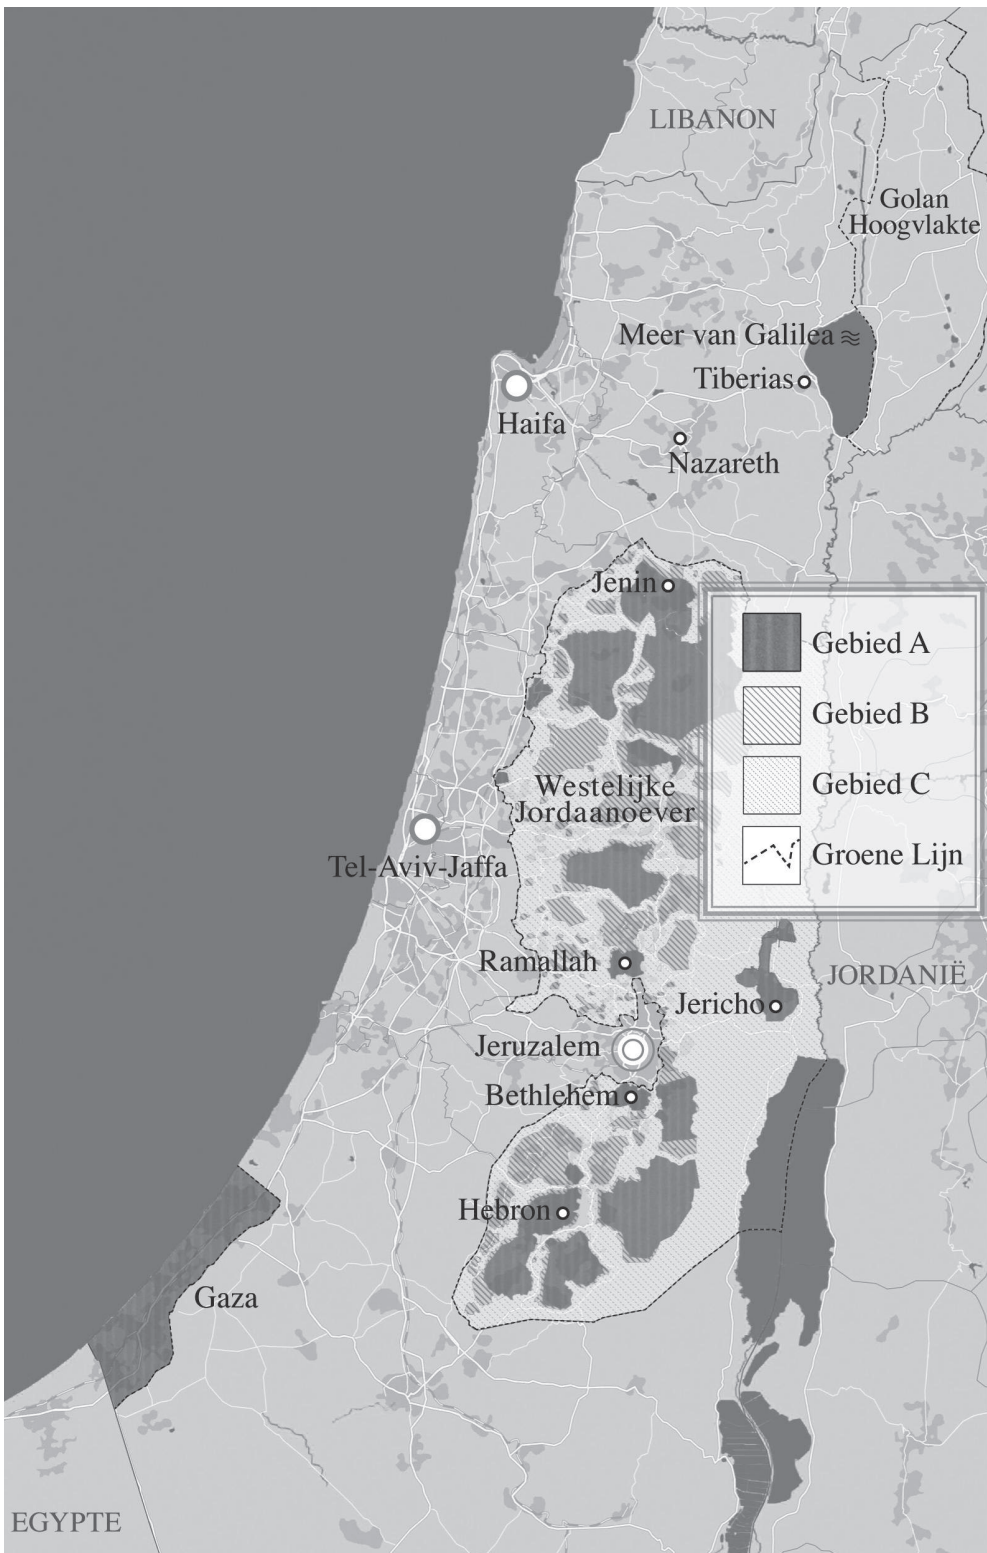 LIBANON
Golan
Hoogvlakte
Meer van Galilea
Tiberias
Haifa
Nazareth
Jenin
Gebied A
Gebied B
Gebied C
Groene Lijn
Westelijke
Jordaanoever
Tel-Aviv-Jaffa
Ramallah
JORDANIË
Jericho
Jeruzalem
Bethlehem
Hebron
Gaza
EGYPTE